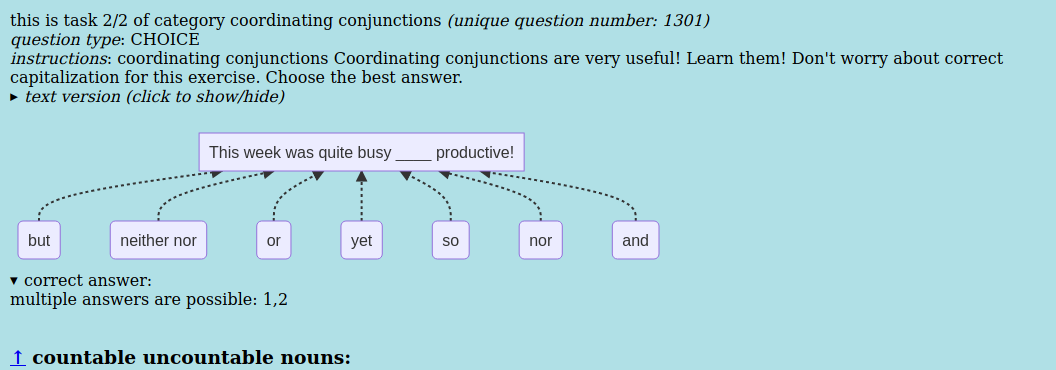 this is task 2/2 of category coordinating conjunctions (unique question number: 1301)
question type: CHOICE
instructions: coordinating conjunctions Coordinating conjunctions are very useful! Learn them! Don't worry about correct
capitalization for this exercise. Choose the best answer.
▸ text version (click to show/hide)
This week was quite busy ____ productive!
but neither nor or yet so nor and
▾ correct answer:
multiple answers are possible: 1,2
↑ countable uncountable nouns: